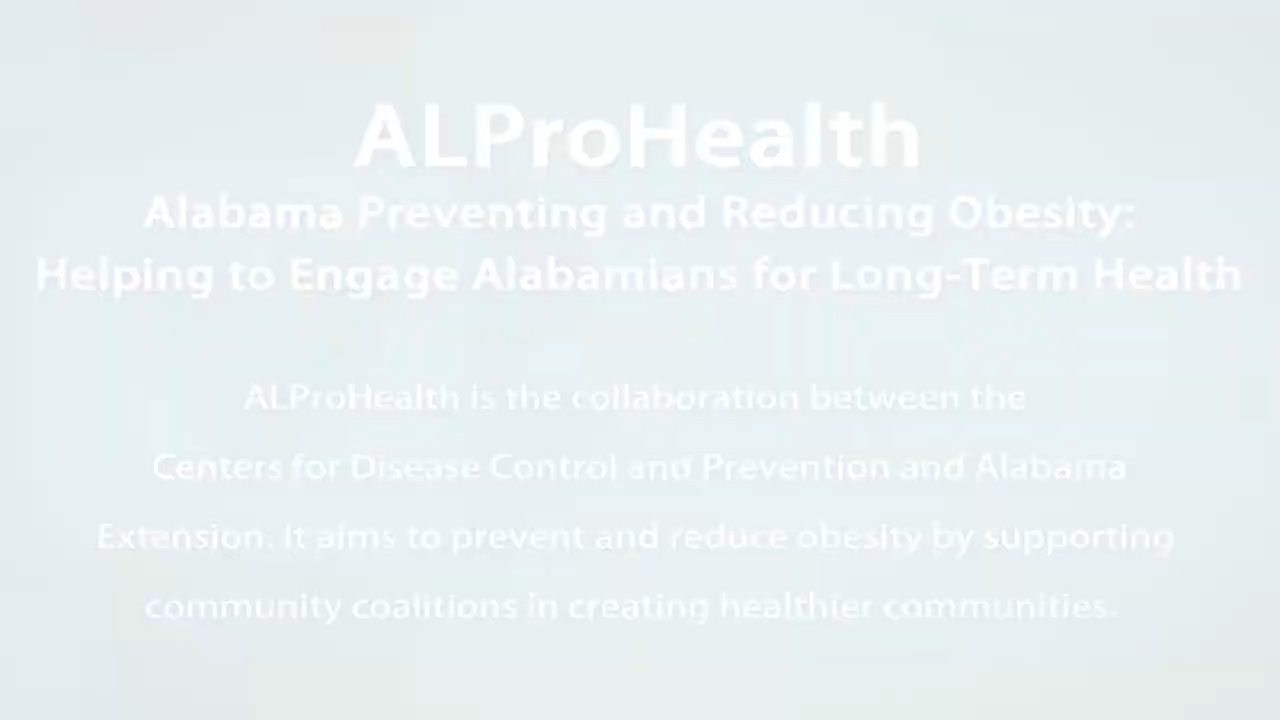 ALProHealth
Alabama Preventing and Reducing Obesity:
Helping to Engage Alabamians for Long-Term Health
ALProHealth is the collaboration between the
Centers for Disease Control and Prevention and Alabama
Extension. It aims to prevent and reduce obesity by supporting
community coalitions in creating healthier communities.